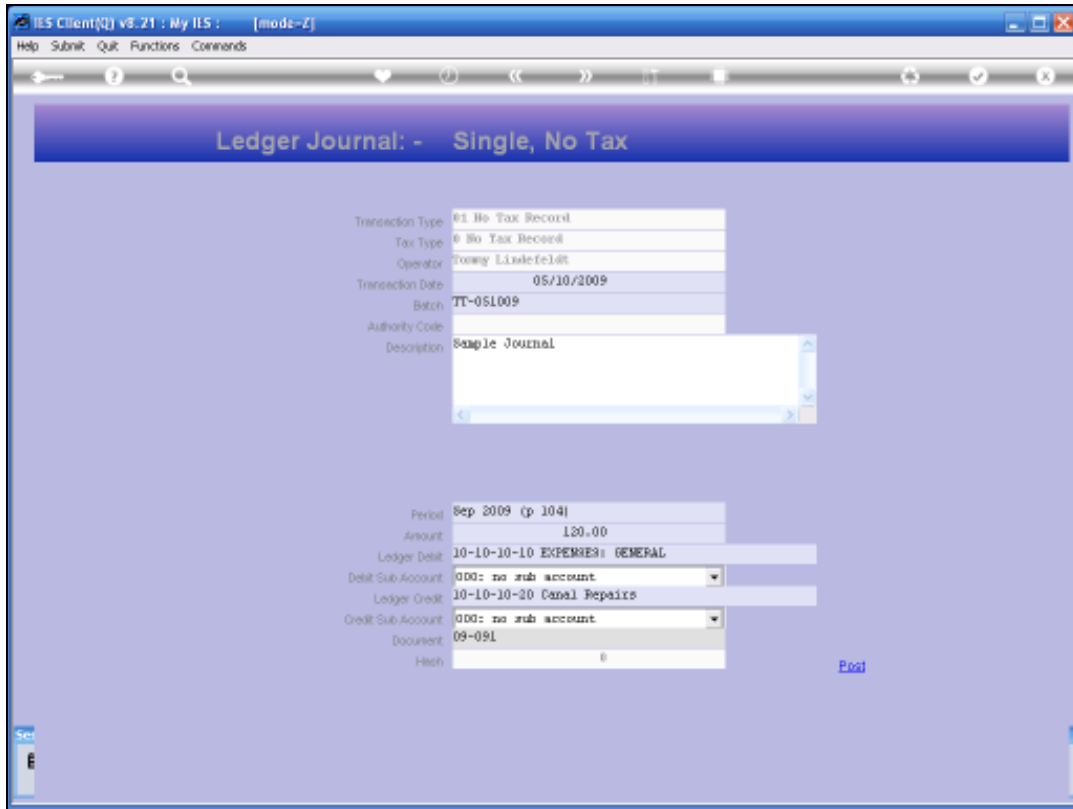 IES Client(Q) v8.21 : My IES : [mode-Z]
Help Submit Quit Functions Commands
Ledger Journal: - Single, No Tax
Transaction Type 01 No Tax Record
Tax Type 0 No Tax Record
Operator Tommy Lindefeldt
Transaction Date 05/10/2009
Batch TT-051009
Authority Code
Description Sample Journal
Period Sep 2009 (p 104)
Amount 120.00
Ledger Debit 10-10-10-10 EXPENSES: GENERAL
Debit Sub Account 000: no sub account
Ledger Credit 10-10-10-20 Canal Repairs
Credit Sub Account 000: no sub account
Document 09-091
Hash 0
Post